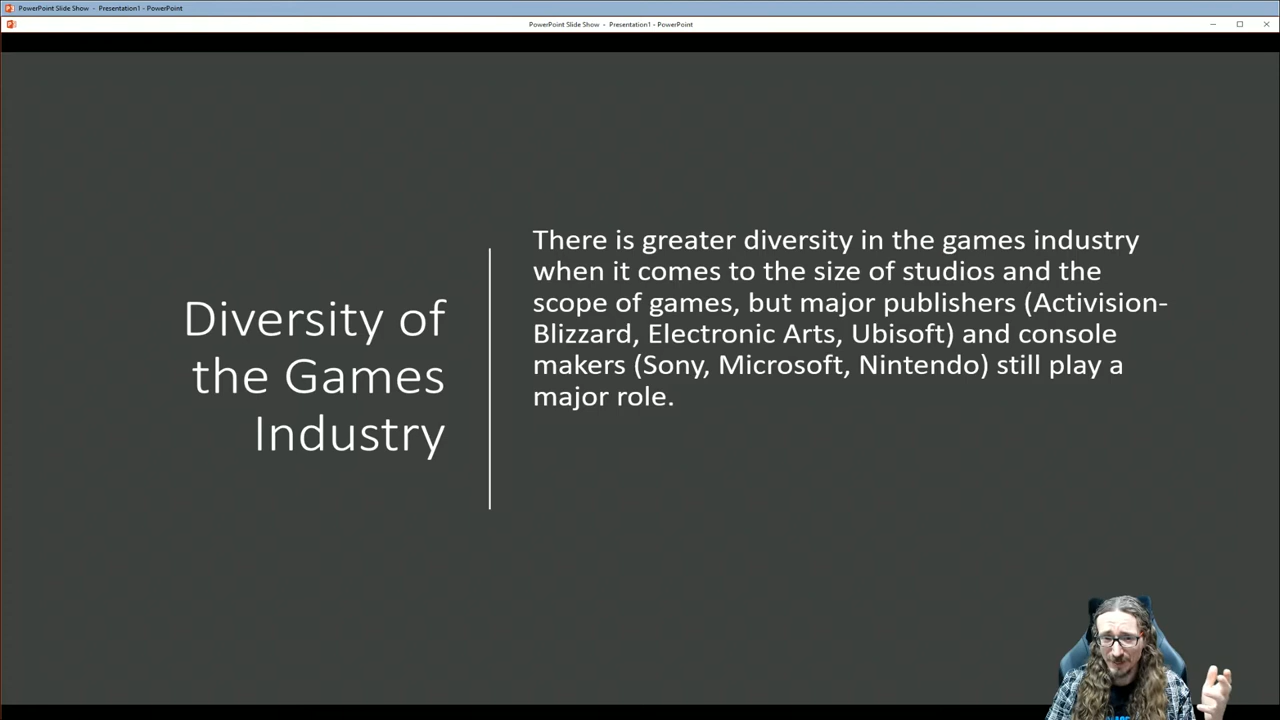 PowerPoint Slide Show - Presentation1 - PowerPoint
PowerPoint Slide Show - Presentation1 - PowerPoint
Diversity of
the Games
Industry
There is greater diversity in the games industry
when it comes to the size of studios and the
scope of games, but major publishers (Activision-
Blizzard, Electronic Arts, Ubisoft) and console
makers (Sony, Microsoft, Nintendo) still play a
major role.